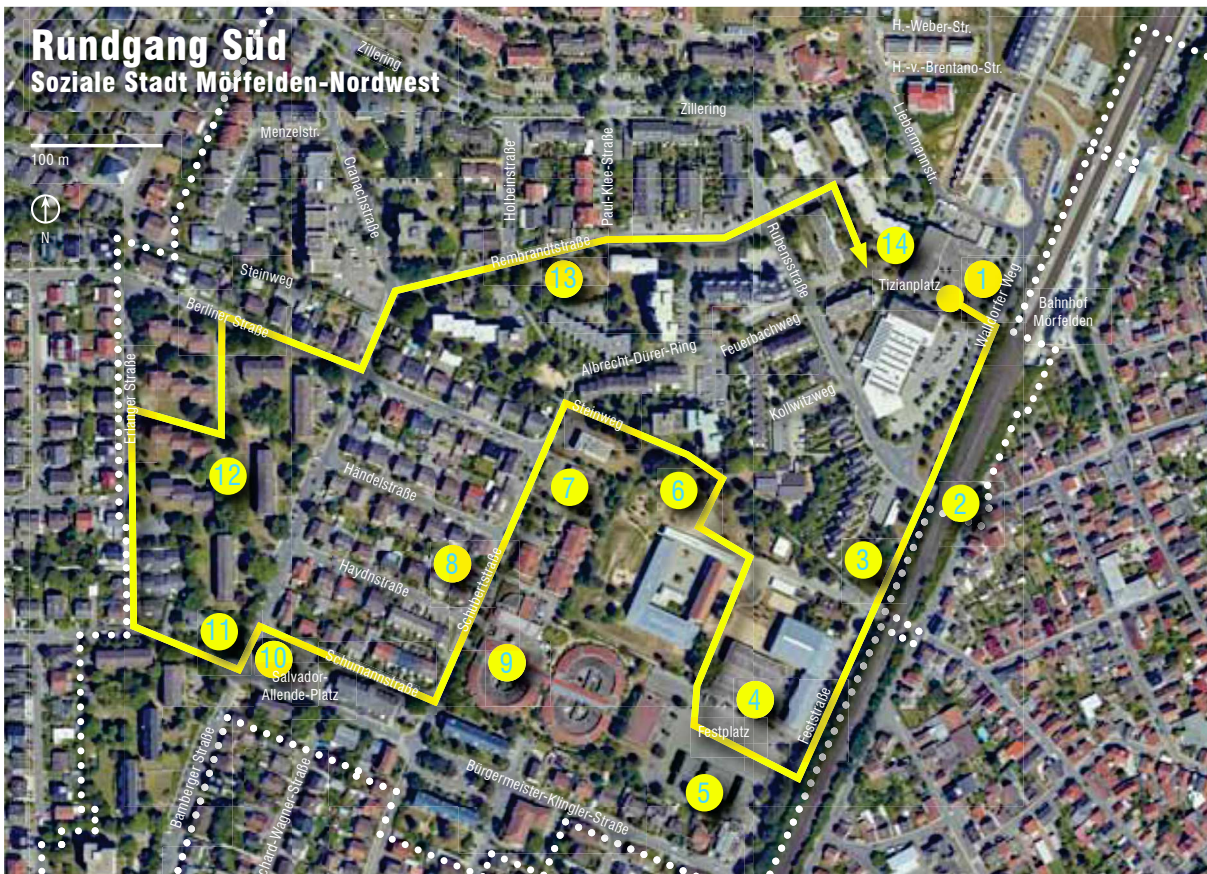 Rundgang Süd
Soziale Stadt Mörfelden-Nordwest
100 m
N
H.-Weber-Str.
H.-v.-Brentano-Str.
Zillering
Zillering
Menzelstr.
Cranachstraße
Holbeinstraße
Paul-Klee-Straße
Liebermannstr.
Rembrandtstraße
Rubensstraße
14
13
1
Tizianplatz
Walldorfer Weg
Bahnhof
Mörfelden
Steinweg
Berliner Straße
Erlanger Straße
Albrecht-Dürer-Ring
Feuerbachweg
Kollwitzweg
Steinweg
12
Händelstraße
7
6
2
8
3
Haydnstraße
Schubertstraße
11
10
9
Salvador-
Allende-Platz
Schumannstraße
4
Festplatz
Feststraße
5
Bamberger Straße
chard-Wagner-Straße
Bürgermeister-Klingler-Straße